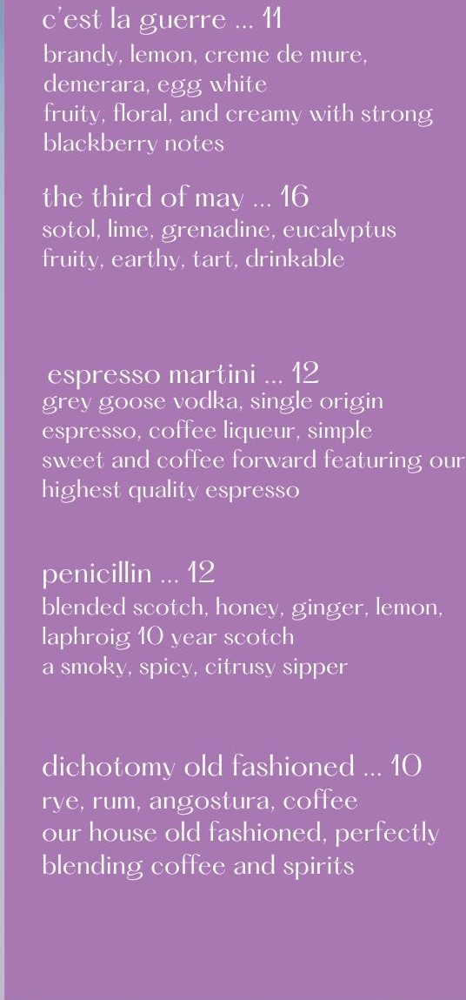 c'est la guerre ... 11
brandy, lemon, creme de mure,
demerara, egg white
fruity, floral, and creamy with strong
blackberry notes
the third of may ... 16
sotol, lime, grenadine, eucalyptus
fruity, earthy, tart, drinkable
espresso martini ... 12
grey goose vodka, single origin
espresso, coffee liqueur, simple
sweet and coffee forward featuring our
highest quality espresso
penicillin ... 12
blended scotch, honey, ginger, lemon,
laphroig 10 year scotch
a smoky, spicy, citrusy sipper
dichotomy old fashioned ... 10
rye, rum, angostura, coffee
our house old fashioned, perfectly
blending coffee and spirits